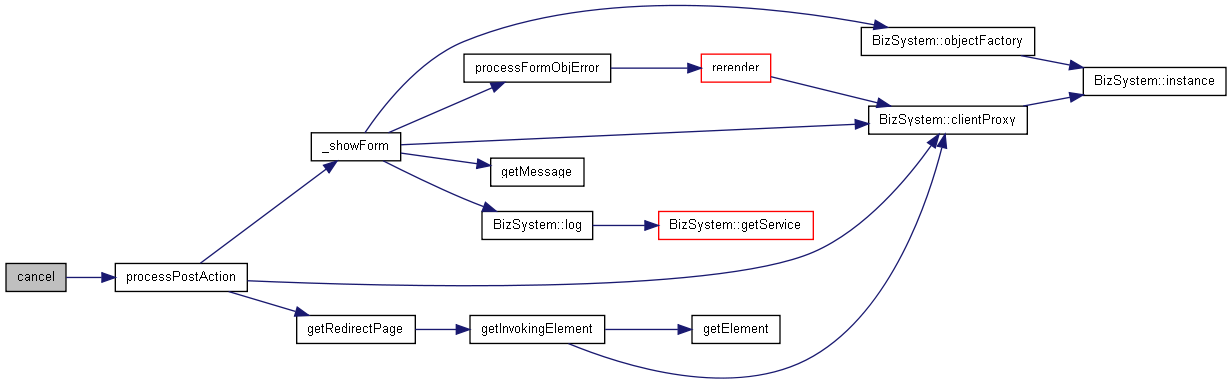 BizSystem::objectFactory
processFormObjError
rerender
BizSystem::instance
BizSystem::clientProxy
_showForm
getMessage
BizSystem::log
BizSystem::getService
cancel
processPostAction
getRedirectPage
getInvokingElement
getElement